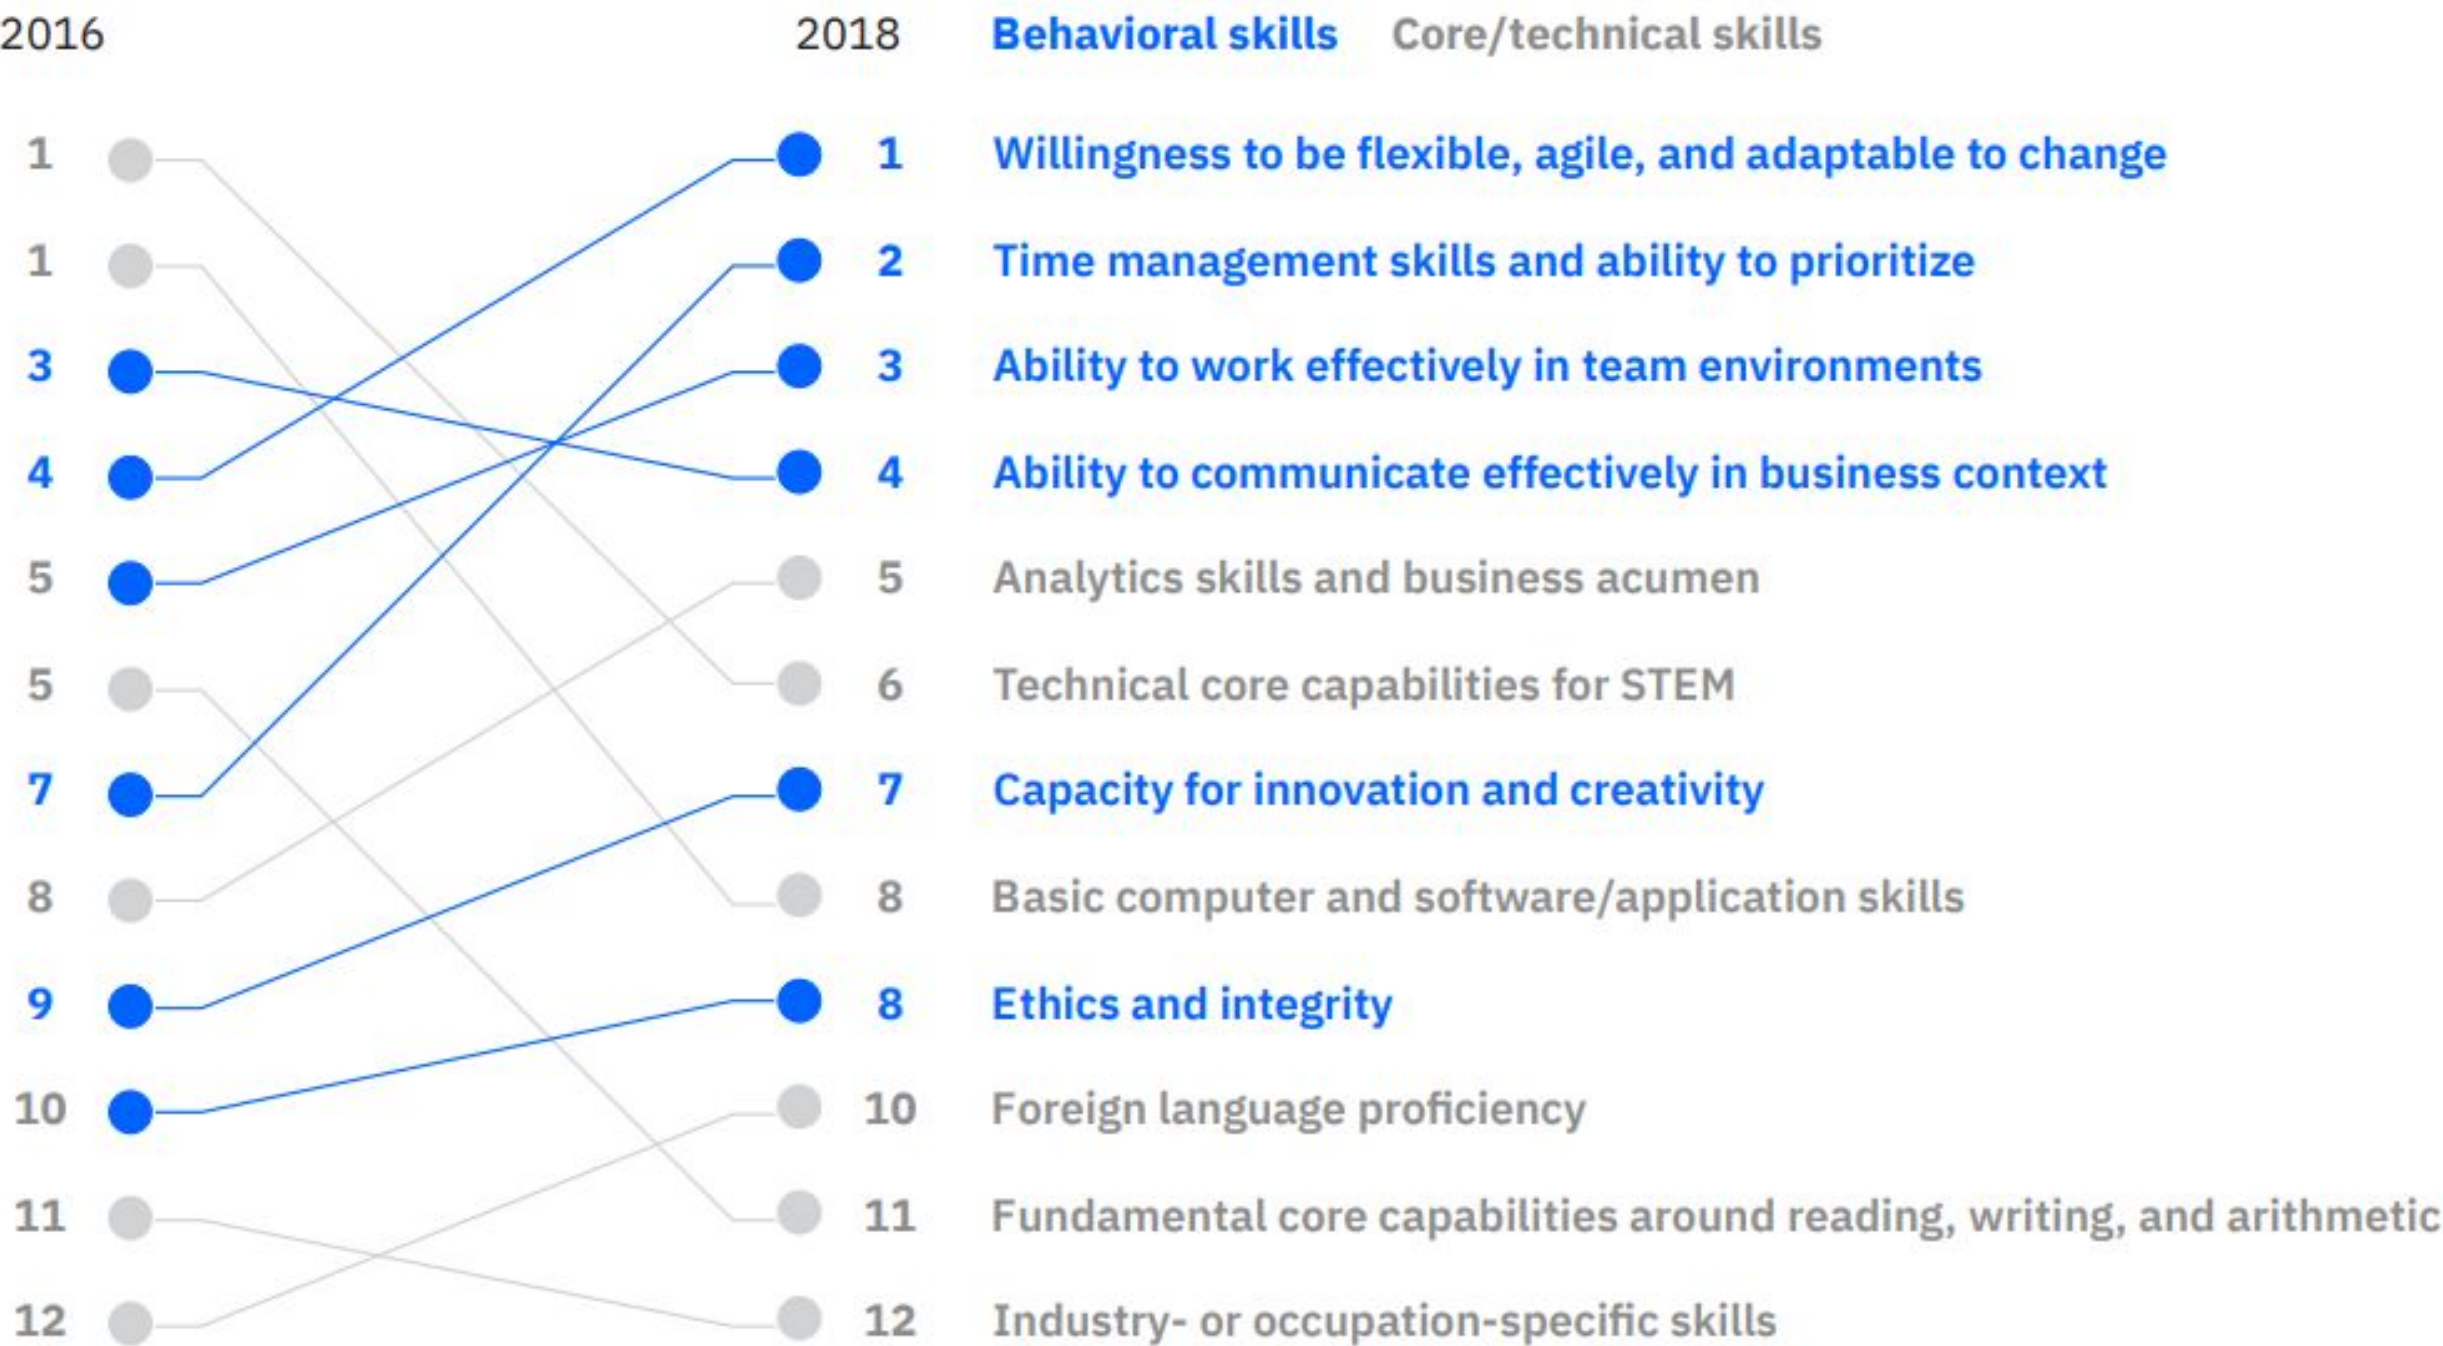 2016 2018 Behavioral skills Core/technical skills
1 1 Willingness to be flexible, agile, and adaptable to change
1 2 Time management skills and ability to prioritize
3 3 Ability to work effectively in team environments
4 4 Ability to communicate effectively in business context
5 5 Analytics skills and business acumen
5 6 Technical core capabilities for STEM
7 7 Capacity for innovation and creativity
8 8 Basic computer and software/application skills
9 8 Ethics and integrity
10 10 Foreign language proficiency
11 11 Fundamental core capabilities around reading, writing, and arithmetic
12 12 Industry- or occupation-specific skills